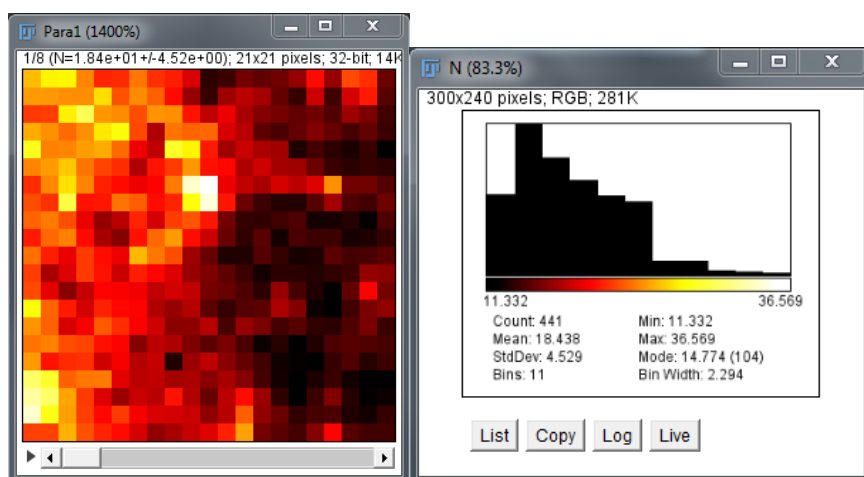 Para1 (1400%)
1/8 (N=1.84e+01+/-4.52e+00); 21x21 pixels; 32-bit; 14K
N (83.3%)
300x240 pixels; RGB; 281K
11.332 36.569
Count: 441 Min: 11.332
Mean: 18.438 Max: 36.569
StdDev: 4.529 Mode: 14.774 (104)
Bins: 11 Bin Width: 2.294
List Copy Log Live